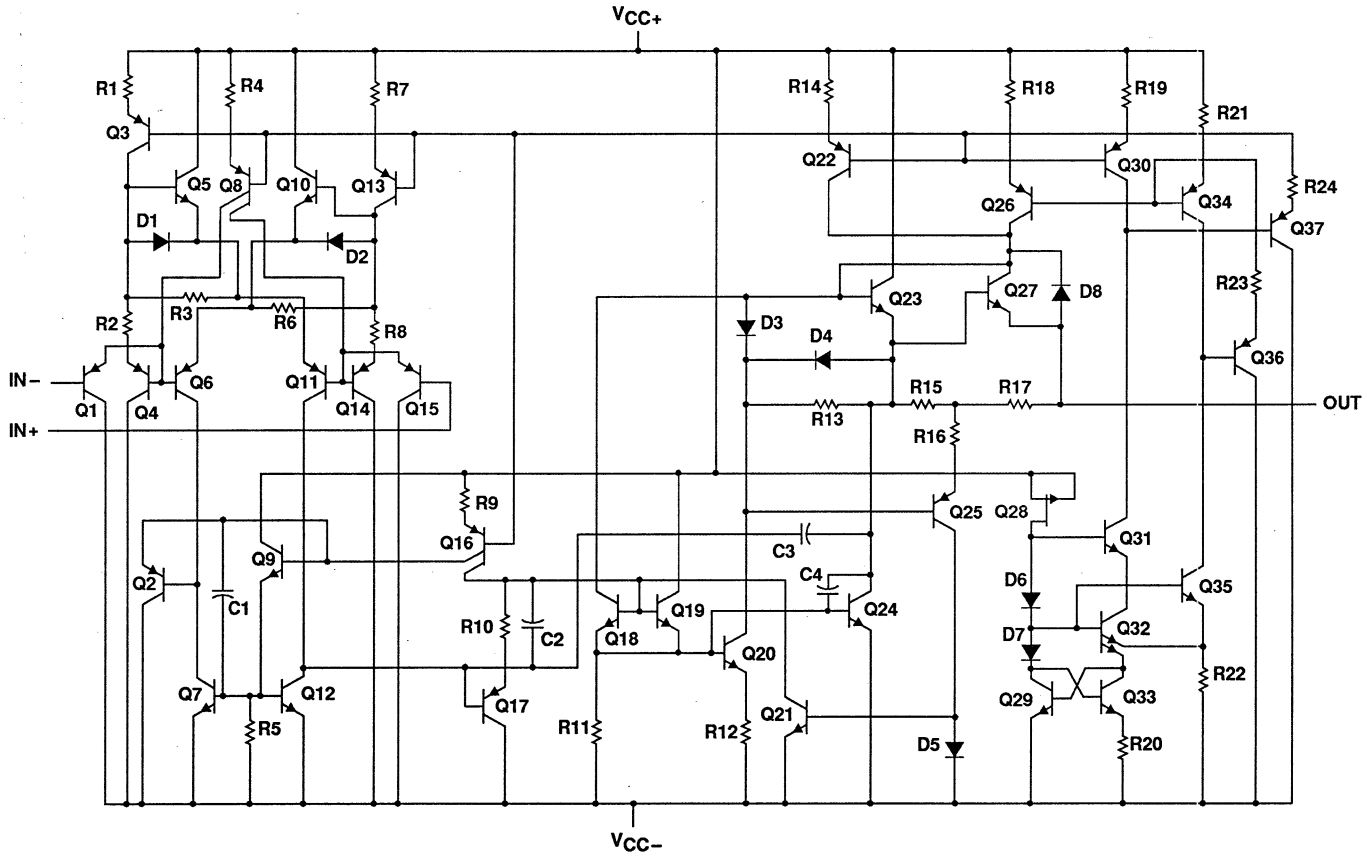 VCC+
R1
R4
R7
R14
R18
R19
R21
Q3
Q22
Q30
R24
Q5
Q8
Q10
Q13
Q26
Q34
Q37
D1
D2
Q23
Q27
D8
R23
R3
R6
D3
R2
R8
D4
Q36
IN−
Q6
Q11
R15
R17
OUT
Q1
Q4
Q14
Q15
R13
IN+
R16
R9
Q25
Q28
Q16
C3
Q31
Q9
C4
Q2
Q19
Q24
D6
Q35
C1
R10
C2
Q18
D7
Q32
Q20
Q7
Q12
Q17
Q21
Q29
Q33
R22
R5
R11
R12
D5
R20
VCC−